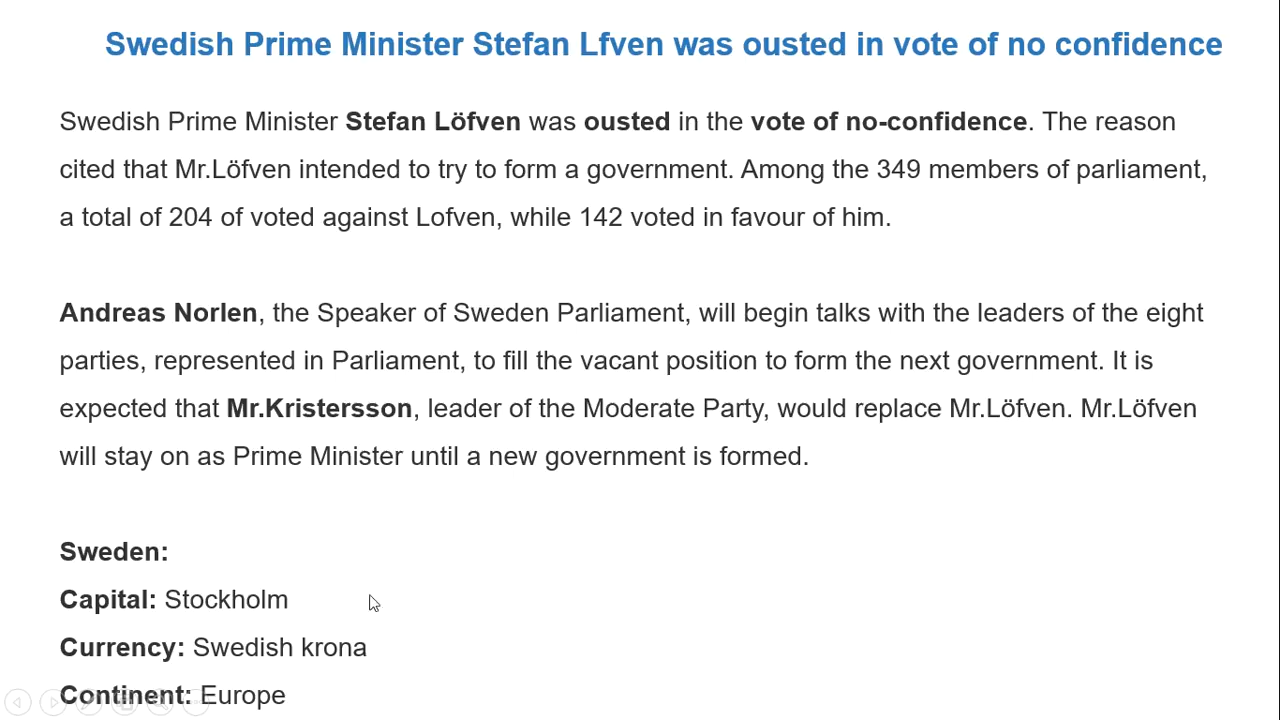 Swedish Prime Minister Stefan Lfven was ousted in vote of no confidence
Swedish Prime Minister Stefan Löfven was ousted in the vote of no-confidence. The reason
cited that Mr.Löfven intended to try to form a government. Among the 349 members of parliament,
a total of 204 of voted against Lofven, while 142 voted in favour of him.
Andreas Norlen, the Speaker of Sweden Parliament, will begin talks with the leaders of the eight
parties, represented in Parliament, to fill the vacant position to form the next government. It is
expected that Mr.Kristersson, leader of the Moderate Party, would replace Mr.Löfven. Mr.Löfven
will stay on as Prime Minister until a new government is formed.
Sweden:
Capital: Stockholm
Currency: Swedish krona
Continent: Europe